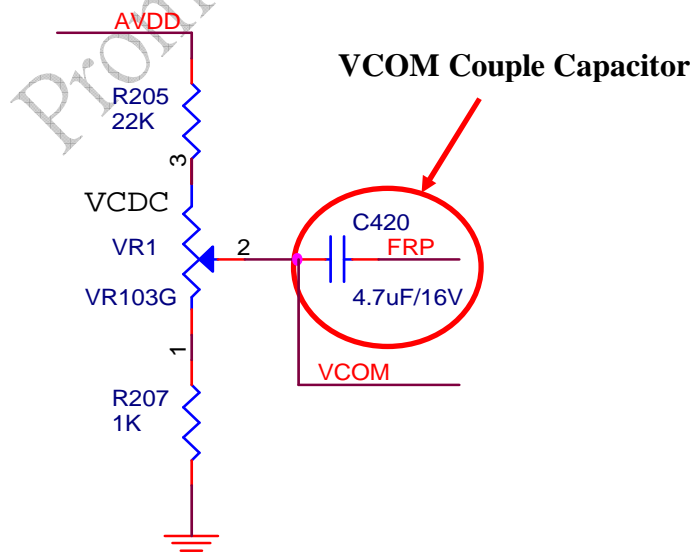 AVDD
VCOM Couple Capacitor
R205
22K
3
VCDC
C420
VR1
2
FRP
VR103G
4.7uF/16V
1
VCOM
R207
1K